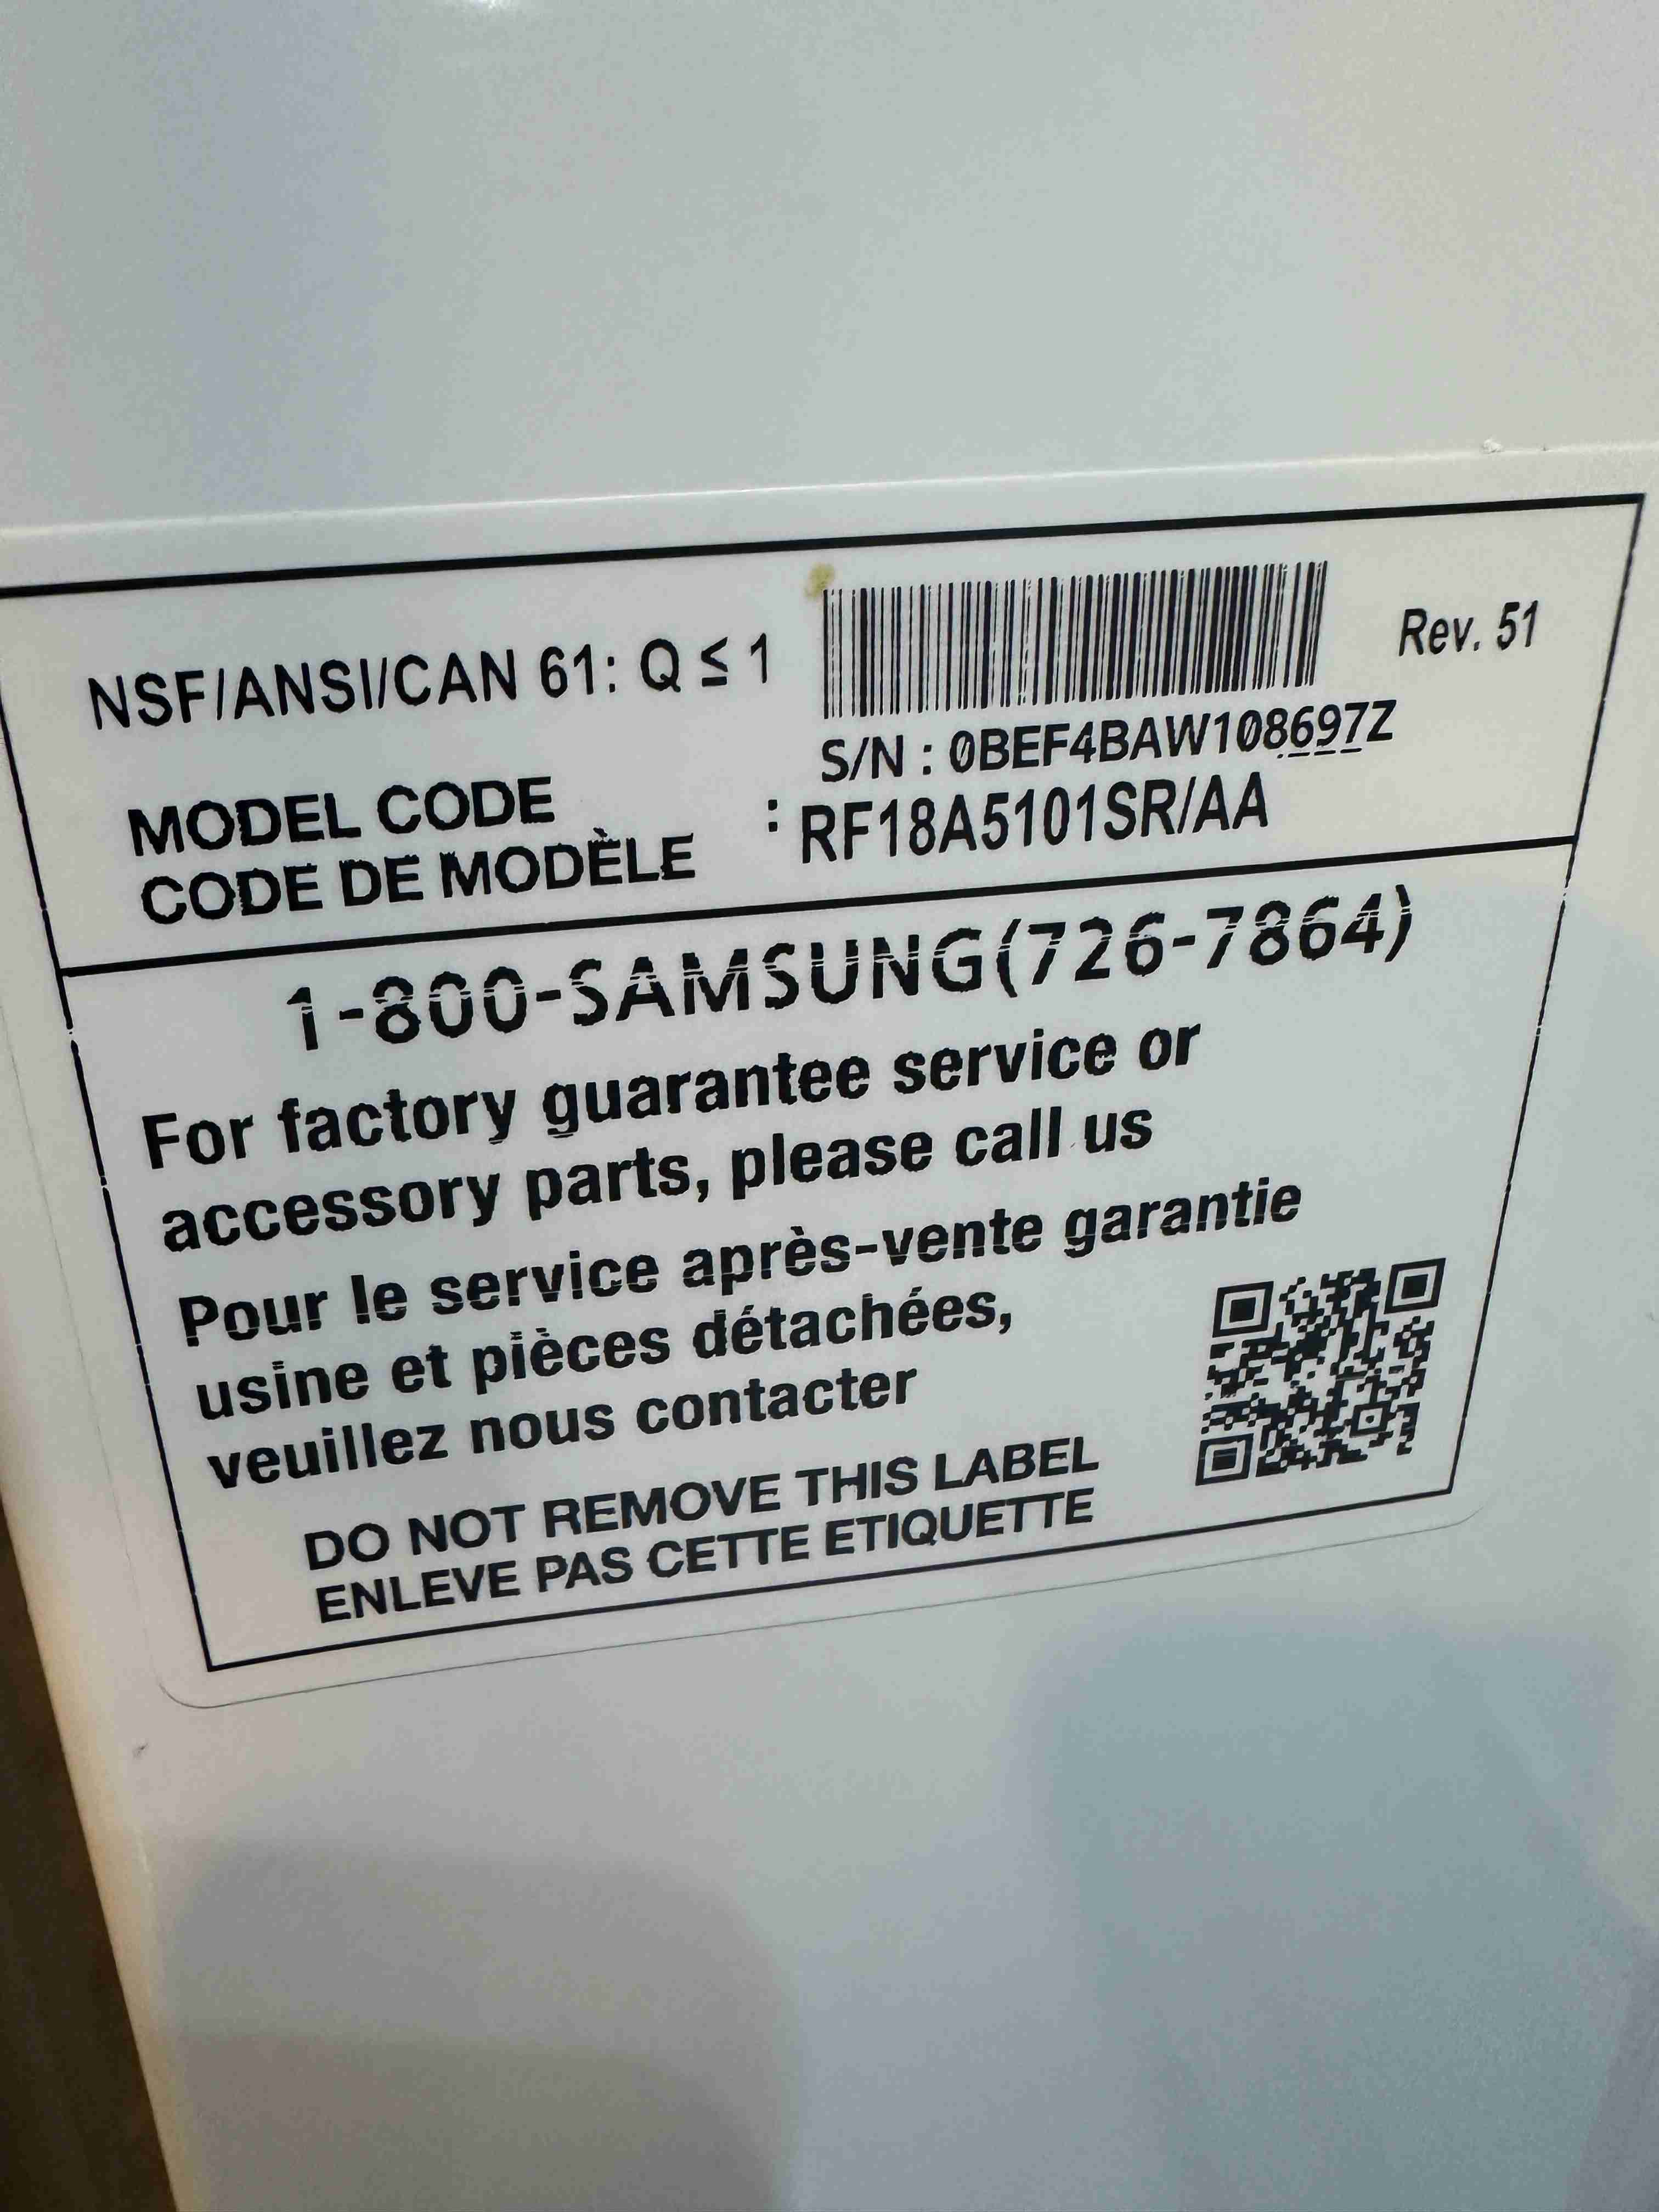 NSF/ANSI/CAN 61: Q ≤ 1
Rev. 51
S/N : 0BEF4BAW108697Z
MODEL CODE
CODE DE MODÈLE : RF18A5101SR/AA
1-800-SAMSUNG(726-7864)
For factory guarantee service or
accessory parts, please call us
Pour le service après-vente garantie
usine et pièces détachées,
veuillez nous contacter
DO NOT REMOVE THIS LABEL
ENLEVE PAS CETTE ETIQUETTE